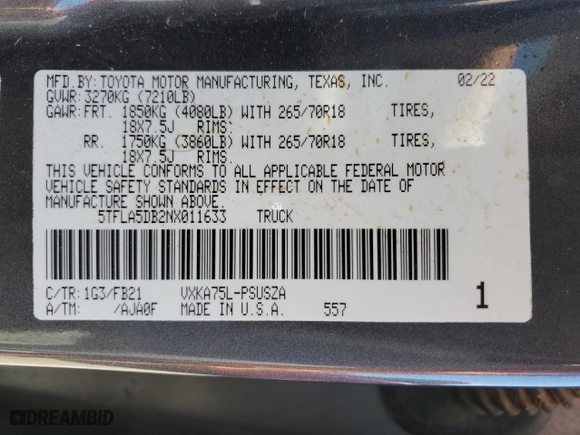 MFD.BY:TOYOTA MOTOR MANUFACTURING, TEXAS, INC. 02/22
GVWR:3270KG (7210LB)
GAWR:FRT. 1850KG (4080LB) WITH 265/70R18 TIRES,
18X7.5J RIMS.
RR. 1750KG (3860LB) WITH 265/70R18 TIRES,
18X7.5J RIMS.
THIS VEHICLE CONFORMS TO ALL APPLICABLE FEDERAL MOTOR
VEHICLE SAFETY STANDARDS IN EFFECT ON THE DATE OF
MANUFACTURE SHOWN ABOVE.
5TFLA5DB2NX011633 TRUCK
C/TR:1G3/FB21 VXKA75L-PSUSZA
A/TM: /AJA0F MADE IN U.S.A. 557 1
DREAMBID